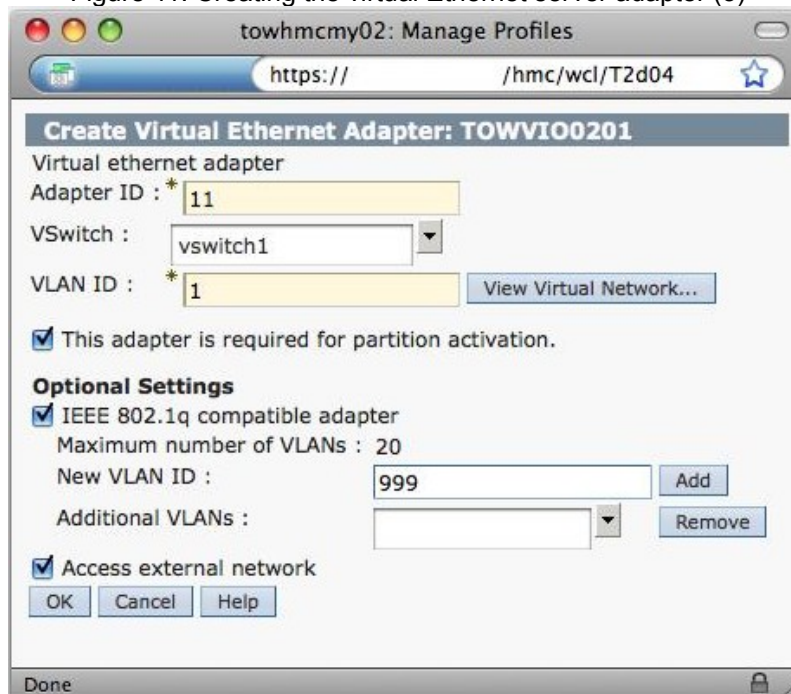 Figure 11. Creating the virtual Ethernet server adapter (3)
towhmcmy02: Manage Profiles
https:// /hmc/wcl/T2d04
Create Virtual Ethernet Adapter: TOWVIO0201
Virtual ethernet adapter
Adapter ID : * 11
VSwitch : vswitch1
VLAN ID : * 1 View Virtual Network...
This adapter is required for partition activation.
Optional Settings
IEEE 802.1q compatible adapter
Maximum number of VLANs : 20
New VLAN ID : 999 Add
Additional VLANs : Remove
Access external network
OK Cancel Help
Done